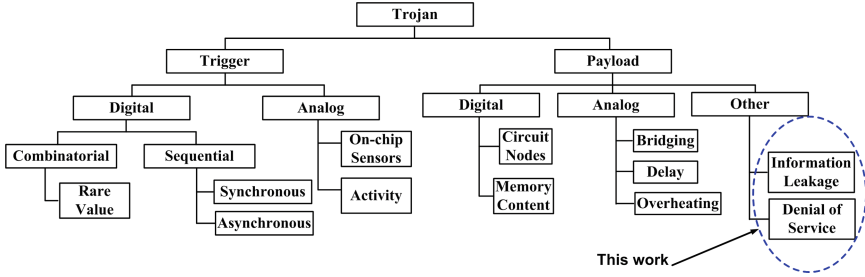 Trojan
Trigger
Payload
Digital
Analog
Digital
Analog
Other
Combinatorial
Sequential
On-chip
Sensors
Circuit
Nodes
Bridging
Information
Leakage
Rare
Value
Synchronous
Activity
Memory
Content
Delay
Asynchronous
Overheating
Denial of
Service
This work